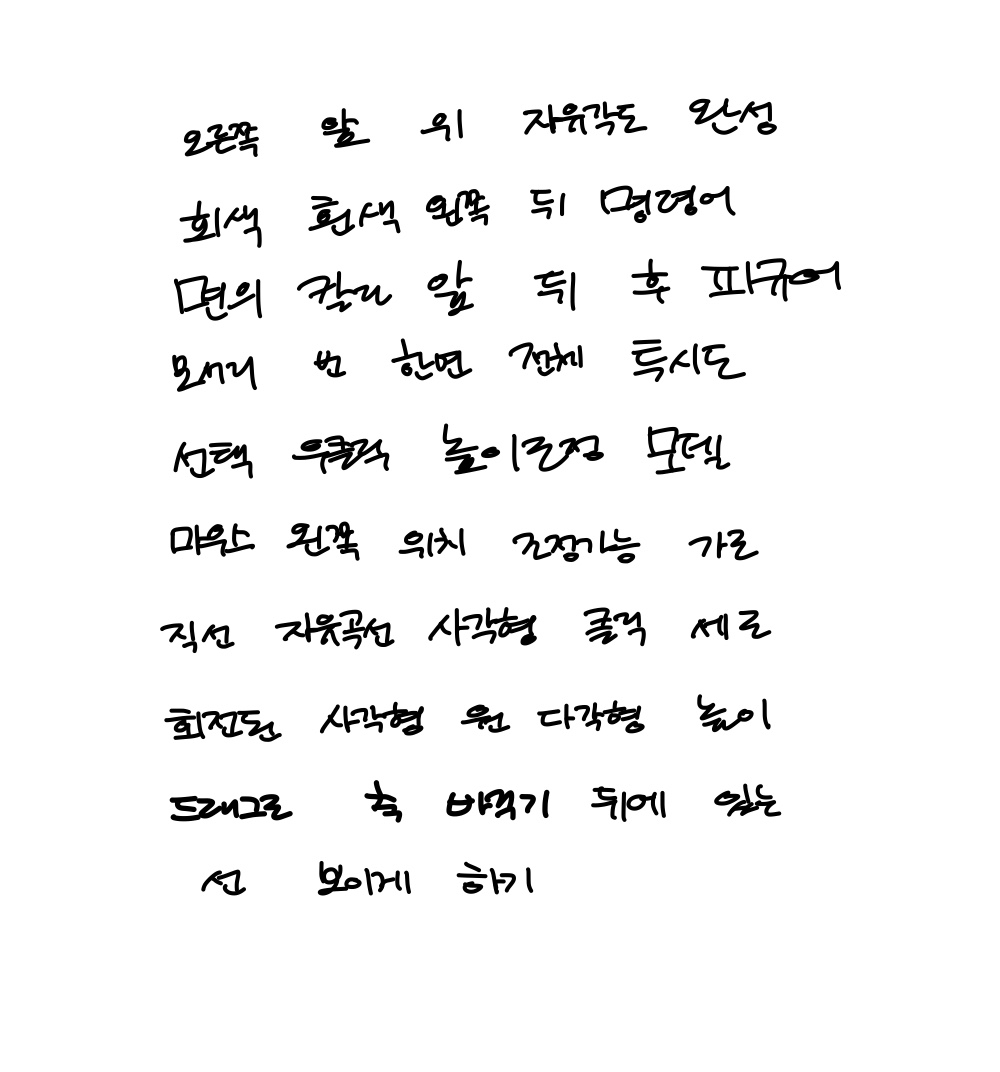 오른쪽 앞 위 자유각도 완성
회색 흰색 왼쪽 뒤 명령어
면의 칼라 앞 뒤 후 피규어
모서리 번 한면 전체 득시도
선택 우클릭 높이조정 모델
마우스 왼쪽 위치 조정가능 가로
직선 자유곡선 사각형 클릭 세로
회전된 사각형 원 다각형 높이
드래그로 축 바꾸기 뒤에 있는
선 보이게 하기